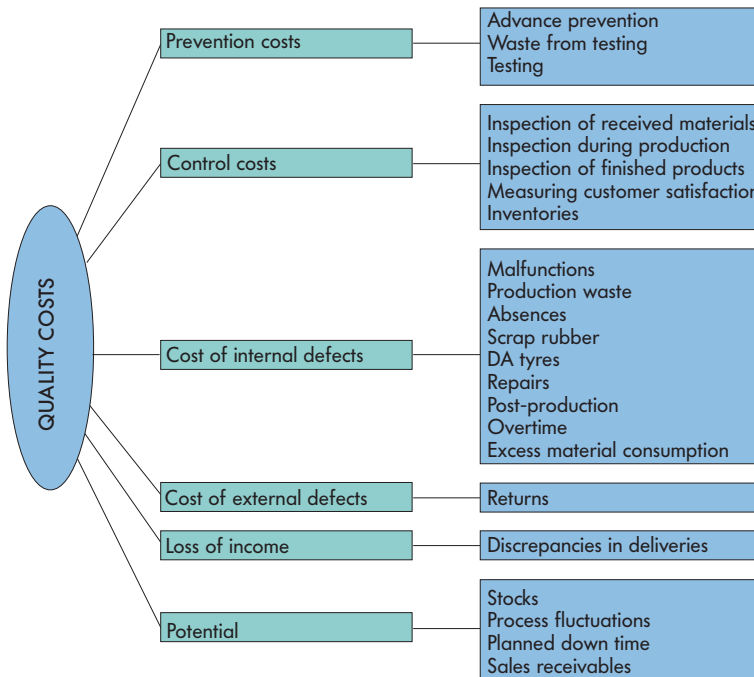 QUALITY COSTS
Prevention costs
Advance prevention
Waste from testing
Testing
Control costs
Inspection of received materials
Inspection during production
Inspection of finished products
Measuring customer satisfaction
Inventories
Cost of internal defects
Malfunctions
Production waste
Absences
Scrap rubber
DA tyres
Repairs
Post-production
Overtime
Excess material consumption
Cost of external defects
Returns
Loss of income
Discrepancies in deliveries
Potential
Stocks
Process fluctuations
Planned down time
Sales receivables